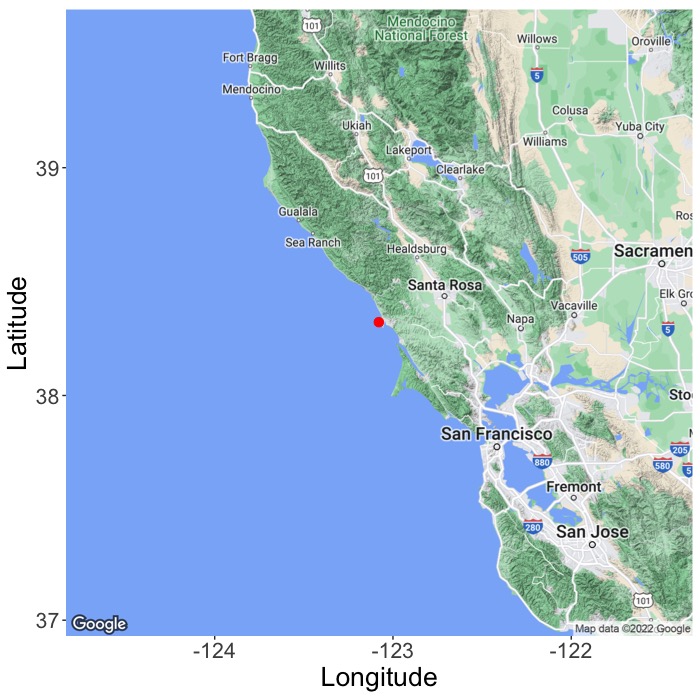 101
Mendocino
National Forest
Willows
Oroville
Fort Bragg
Willits
5
Mendocino
Colusa
Ukiah
Yuba City
Williams
Lakeport
39
101
Clearlake
Gualala
Ros
Sea Ranch
Healdsburg
505
Sacramen
Santa Rosa
Elk Gro
Vacaville
Napa
5
Latitude
38
Sto
San Francisco
205
880
580
5
Fremont
280
San Jose
101
37
Google
Map data ©2022 Google
-124
-123
-122
Longitude